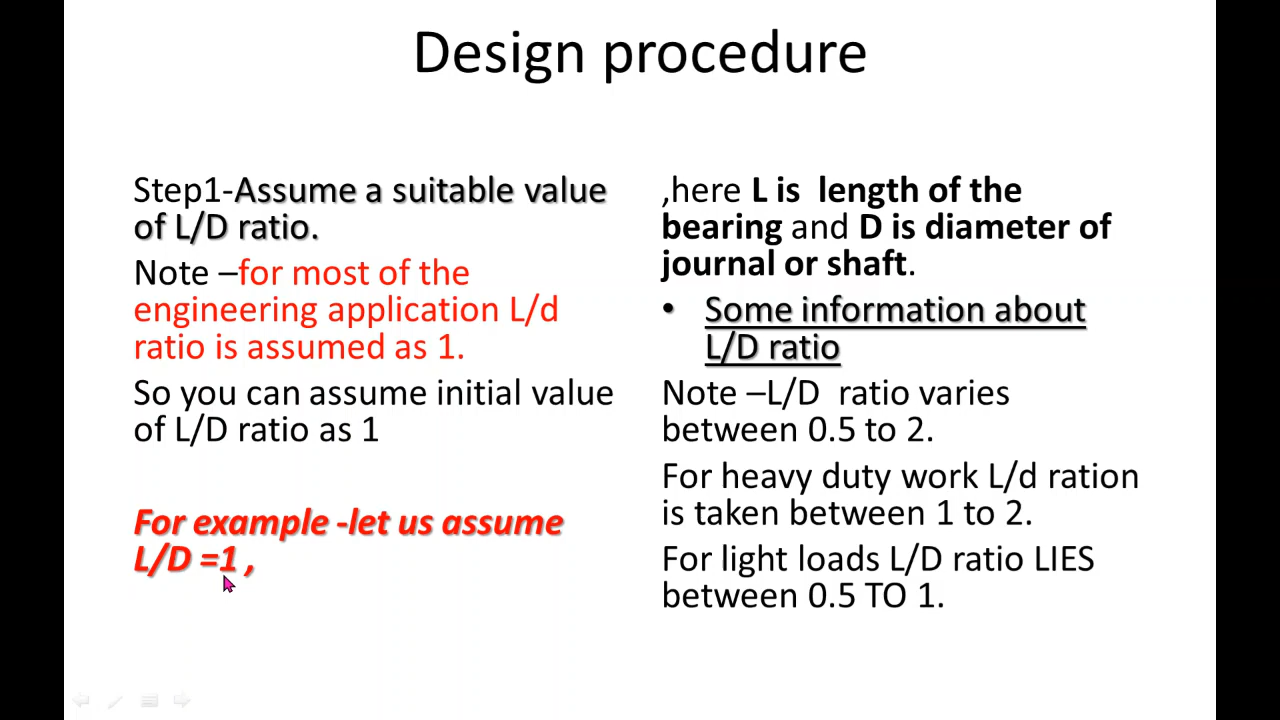 Design procedure
Step1-Assume a suitable value
of L/D ratio.
Note –for most of the
engineering application L/d
ratio is assumed as 1.
So you can assume initial value
of L/D ratio as 1
For example -let us assume
L/D =1 ,
,here L is  length of the
bearing and D is diameter of
journal or shaft.
• Some information about
L/D ratio
Note –L/D  ratio varies
between 0.5 to 2.
For heavy duty work L/d ration
is taken between 1 to 2.
For light loads L/D ratio LIES
between 0.5 TO 1.